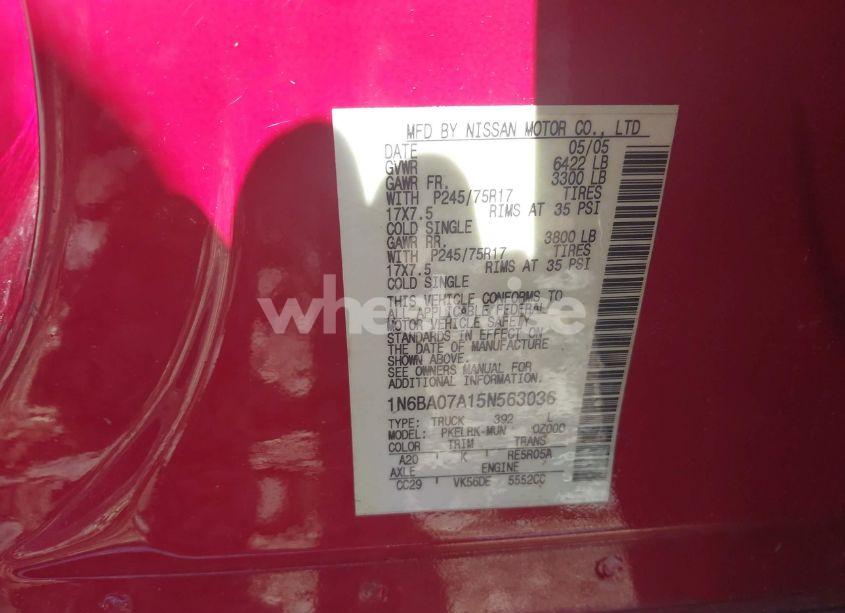 MFD BY NISSAN MOTOR CO., LTD
DATE 05/05
GVWR 6422 LB
GAWR FR. 3300 LB
WITH P245/75R17 TIRES
17X7.5 RIMS AT 35 PSI
COLD SINGLE
GAWR RR. 3800 LB
WITH P245/75R17 TIRES
17X7.5 RIMS AT 35 PSI
COLD SINGLE
THIS VEHICLE CONFORMS TO
ALL APPLICABLE FEDERAL
MOTOR VEHICLE SAFETY
STANDARDS IN EFFECT ON
THE DATE OF MANUFACTURE
SHOWN ABOVE.
SEE OWNERS MANUAL FOR
ADDITIONAL INFORMATION.
1N6BA07A15N563036
TYPE: TRUCK 392 L
MODEL: PKELRK-MUN 0Z000
COLOR TRIM TRANS
A20 K RE5R05A
AXLE ENGINE
CC29 VK56DE 5552CC